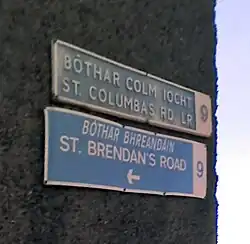 BÓTHAR COLM IOCHT
ST. COLUMBAS RD. LR
9
BÓTHAR BHREANDÁIN
ST. BRENDAN'S ROAD
9